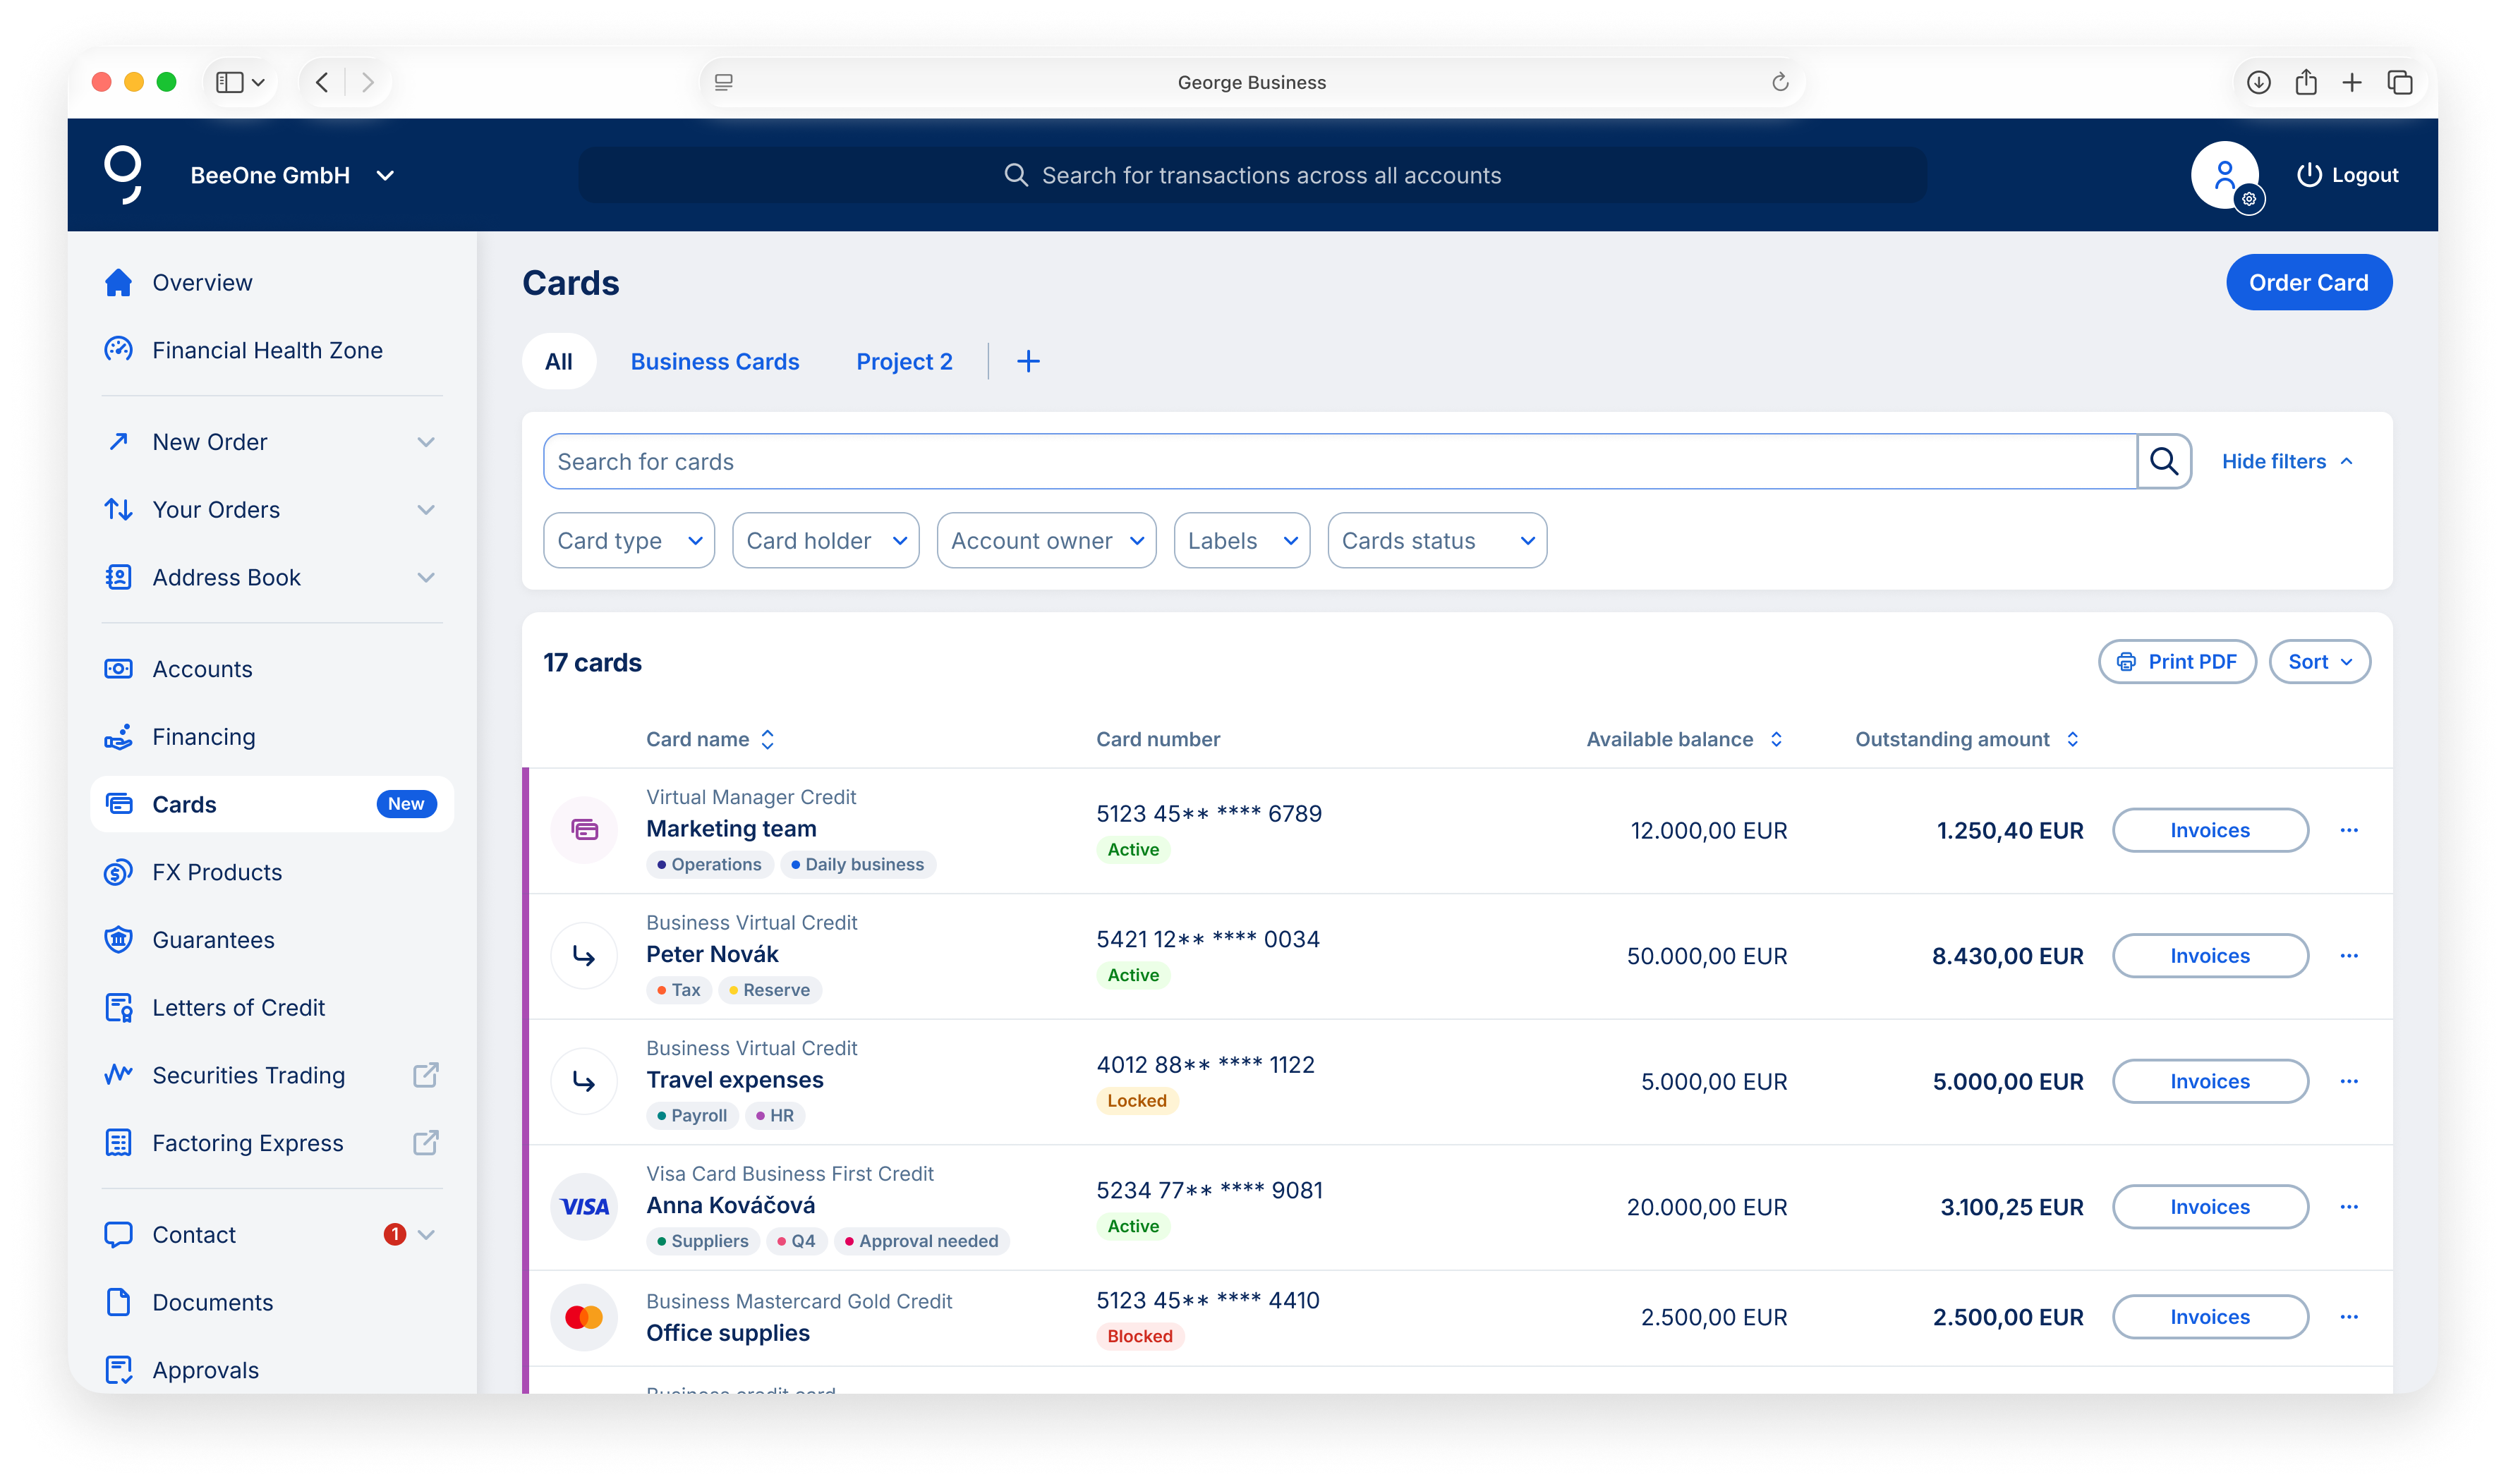 George Business
BeeOne GmbH
Search for transactions across all accounts
Logout
Overview
Financial Health Zone
New Order
Your Orders
Address Book
Accounts
Financing
Cards New
FX Products
Guarantees
Letters of Credit
Securities Trading
Factoring Express
Contact 1
Documents
Approvals
Cards
Order Card
All Business Cards Project 2
Search for cards
Hide filters
Card type Card holder Account owner Labels Cards status
17 cards
Print PDF Sort
Card name Card number Available balance Outstanding amount
Virtual Manager Credit
Marketing team
Operations Daily business
5123 45** **** 6789
Active
12.000,00 EUR
1.250,40 EUR
Invoices
Business Virtual Credit
Peter Novák
Tax Reserve
5421 12** **** 0034
Active
50.000,00 EUR
8.430,00 EUR
Invoices
Business Virtual Credit
Travel expenses
Payroll HR
4012 88** **** 1122
Locked
5.000,00 EUR
5.000,00 EUR
Invoices
VISA
Visa Card Business First Credit
Anna Kováčová
Suppliers Q4 Approval needed
5234 77** **** 9081
Active
20.000,00 EUR
3.100,25 EUR
Invoices
Business Mastercard Gold Credit
Office supplies
5123 45** **** 4410
Blocked
2.500,00 EUR
2.500,00 EUR
Invoices
Business credit card